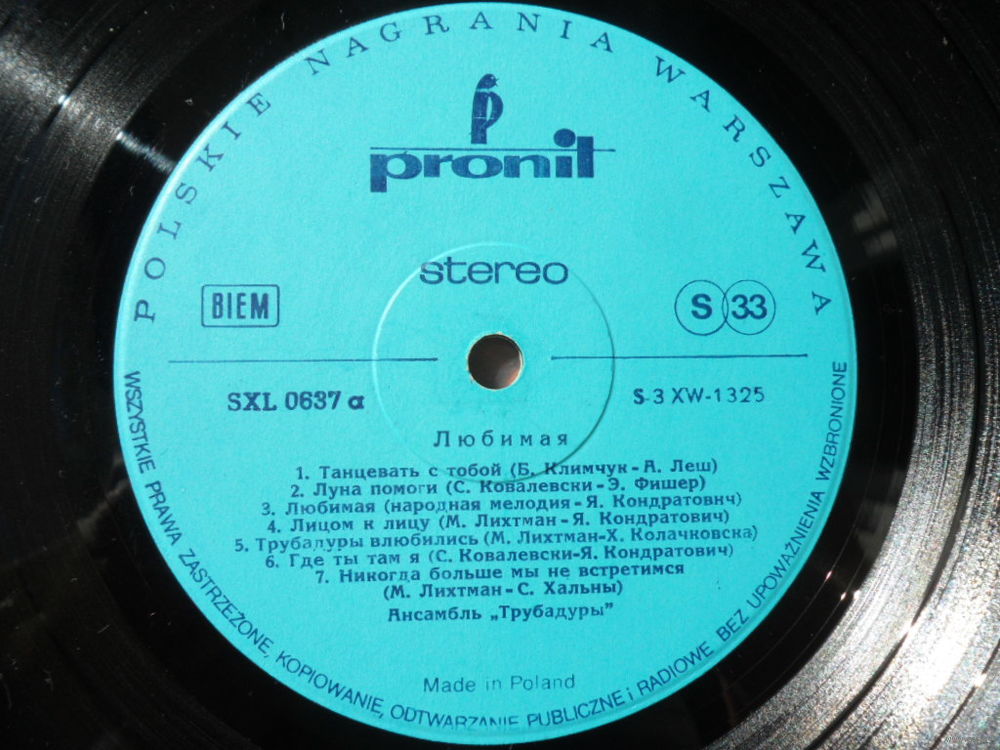 POLSKIE NAGRANIA WARSZAWA
pronit
stereo
BIEM
S 33
SXL 0637 a
S-3 XW-1325
Любимая
1. Танцевать с тобой (Б. Климчук-А. Леш)
2. Луна помоги (С. Ковалевски-Э. Фишер)
3. Любимая (народная мелодия-Я. Кондратовнч)
4. Лицом к лицу (М. Лихтман-Я. Кондратович)
5. Трубадуры влюбились (М. Лихтман-Х. Колачковска)
6. Где ты там я (С. Ковалевски-Я. Кондратович)
7. Никогда больше мы не встретимся
(М. Лихтман-С. Хальны)
Ансамбль „Трубадуры”
Made in Poland
WSZYSTKIE PRAWA ZASTRZEŻONE, KOPIOWANIE, ODTWARZANIE PUBLICZNE i RADIOWE BEZ UPOWAŻNIENIA WZBRONIONE